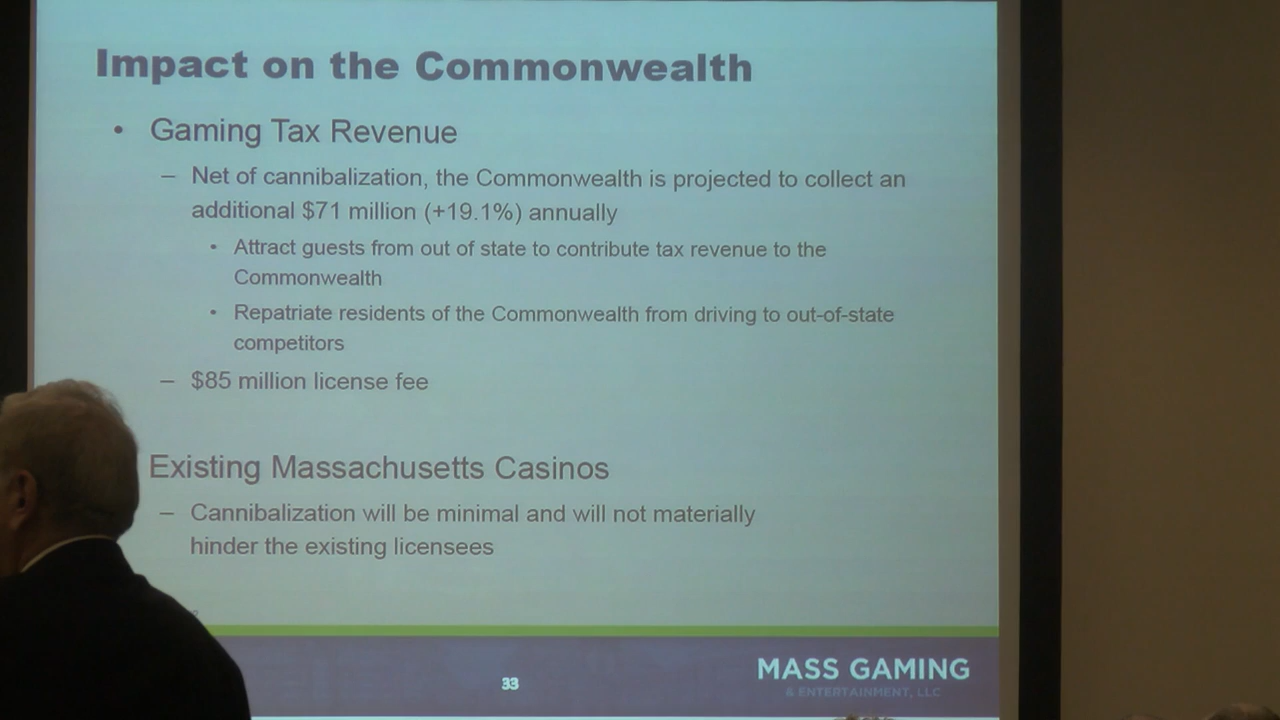 Impact on the Commonwealth
• Gaming Tax Revenue
– Net of cannibalization, the Commonwealth is projected to collect an
additional $71 million (+19.1%) annually
• Attract guests from out of state to contribute tax revenue to the
Commonwealth
• Repatriate residents of the Commonwealth from driving to out-of-state
competitors
– $85 million license fee
Existing Massachusetts Casinos
– Cannibalization will be minimal and will not materially
hinder the existing licensees
33
MASS GAMING
& ENTERTAINMENT, LLC